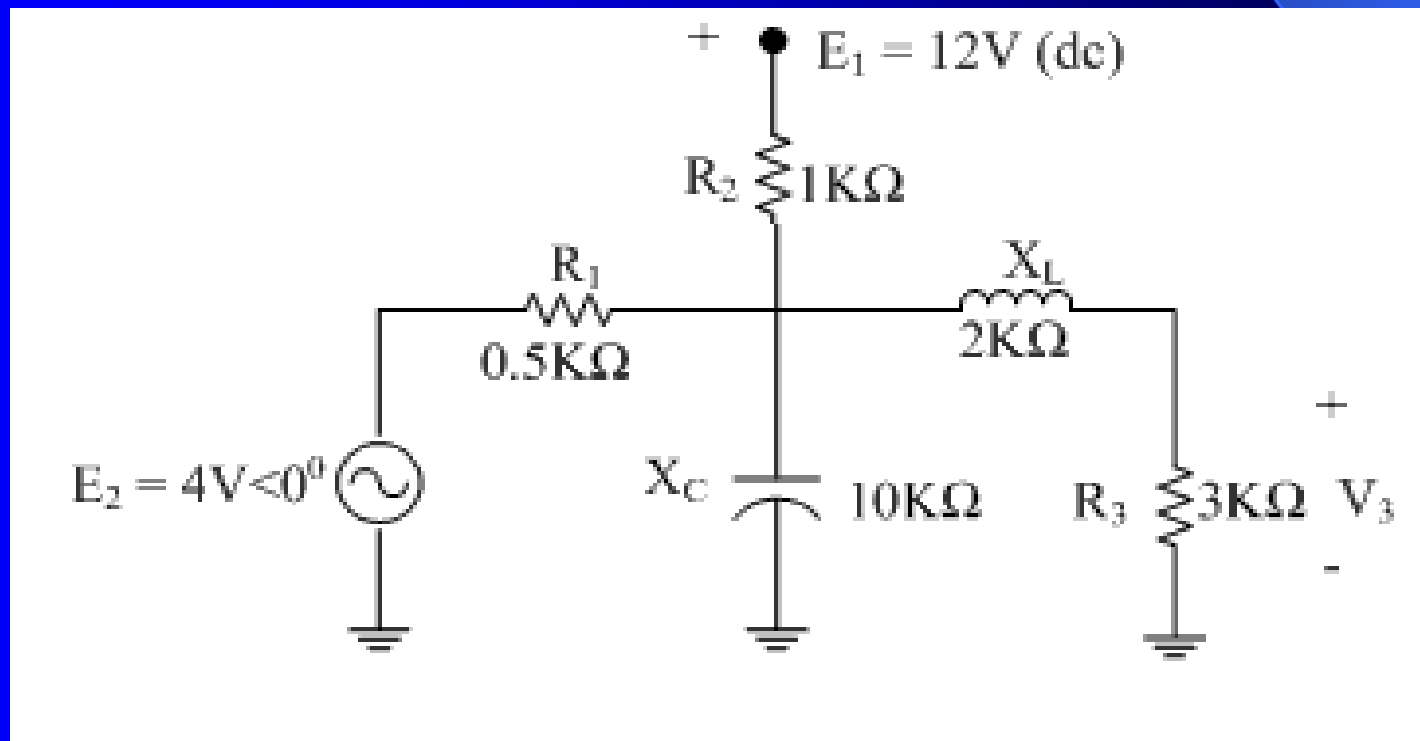 + E₁ = 12V (dc)
R₂ 1KΩ
R₁
0.5KΩ
X_L
2KΩ
E₂ = 4V<0⁰
X_C 10KΩ
R₃ 3KΩ
+
V₃
-